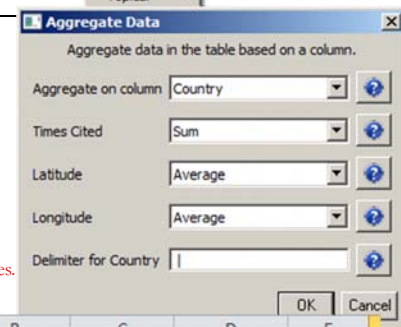 Aggregate Data
Aggregate data in the table based on a column.
Aggregate on column Country
Times Cited Sum
Latitude Average
Longitude Average
es.
Delimiter for Country |
OK Cancel